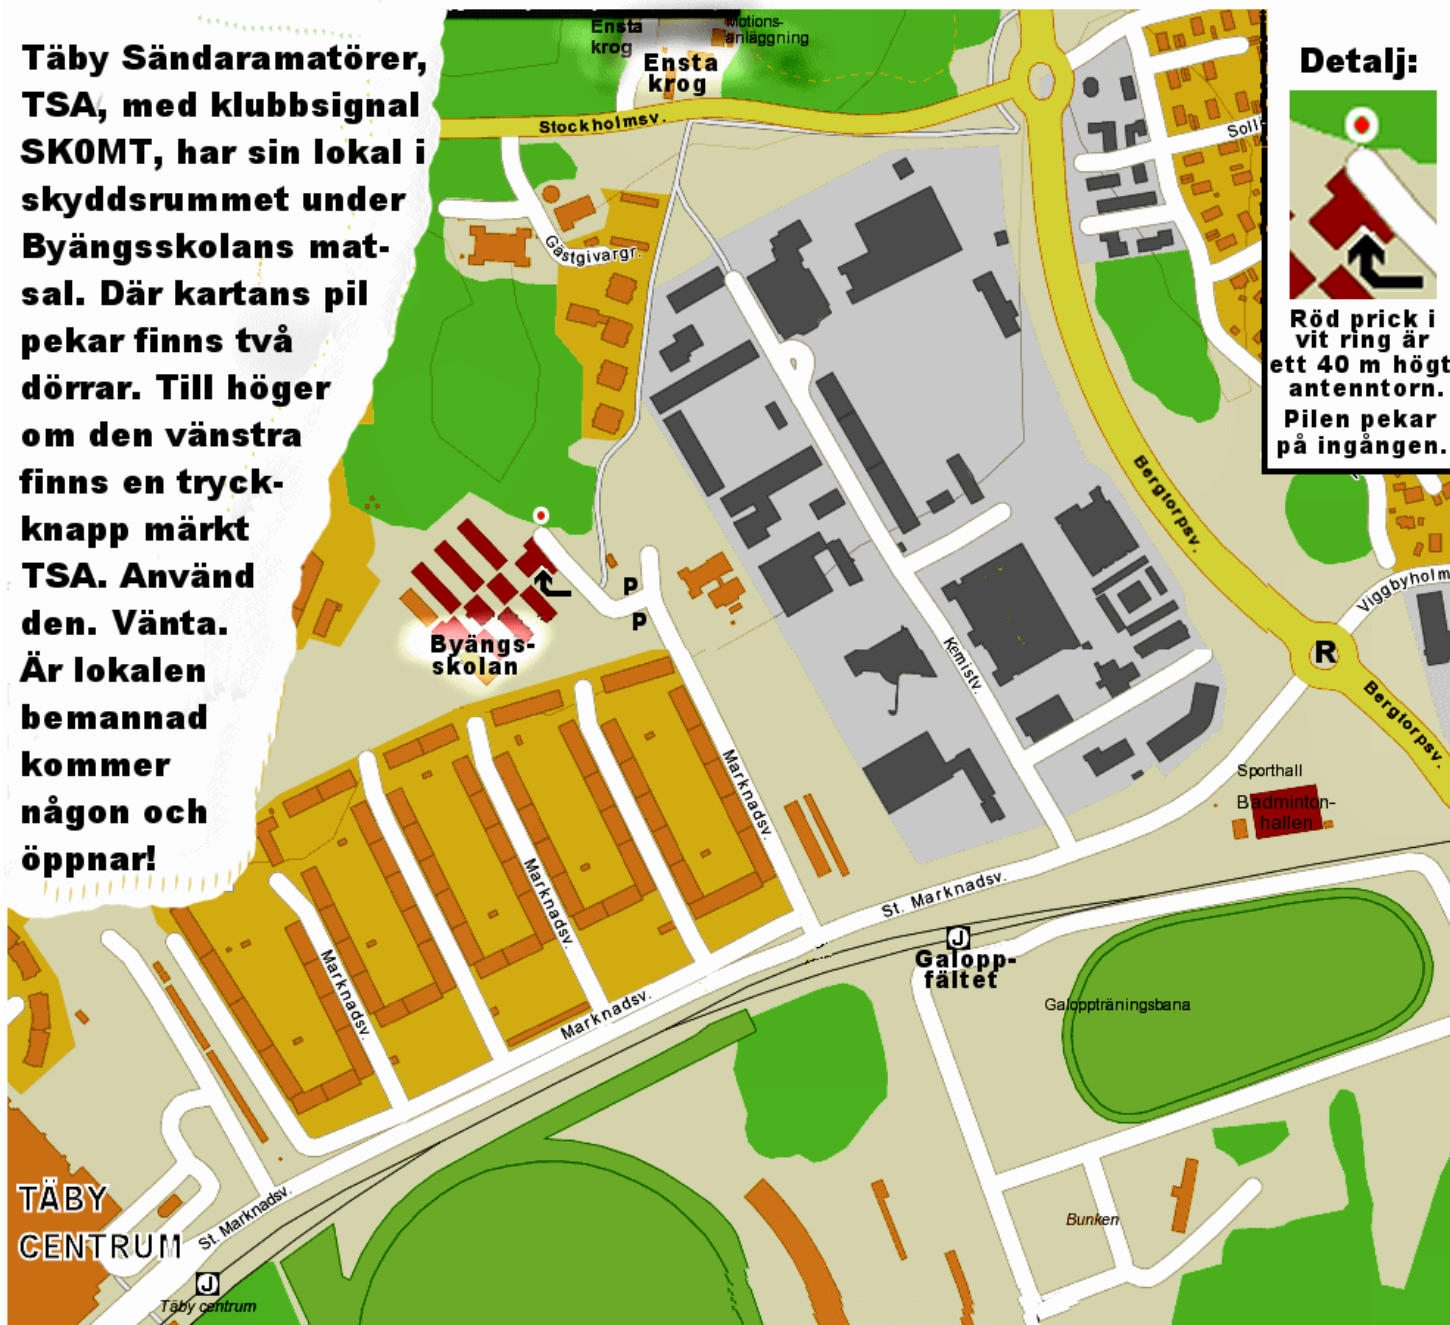 Täby Sändaramatörer,
TSA, med klubbsignal
SK0MT, har sin lokal i
skyddsrummet under
Byängsskolans mat-
sal. Där kartans pil
pekar finns två
dörrar. Till höger
om den vänstra
finns en tryck-
knapp märkt
TSA. Använd
den. Vänta.
Är lokalen
bemannad
kommer
någon och
öppnar!
Ensta
krog
Motions-
anläggning
Ensta
krog
Stockholmsv.
Gästgivargr.
Soll
Detalj:
Röd prick i
vit ring är
ett 40 m högt
antenntorn.
Pilen pekar
på ingången.
Bergtorpsv.
Viggbyholm
P
P
Byängs-
skolan
Kemistv.
R
Bergtorpsv.
Marknadsv.
Sporthall
Badminton-
hallen
Marknadsv.
St. Marknadsv.
J
Galopp-
fältet
Marknadsv.
Marknadsv.
Galoppträningsbana
TÄBY
CENTRUM
St. Marknadsv.
Bunken
J
Täby centrum